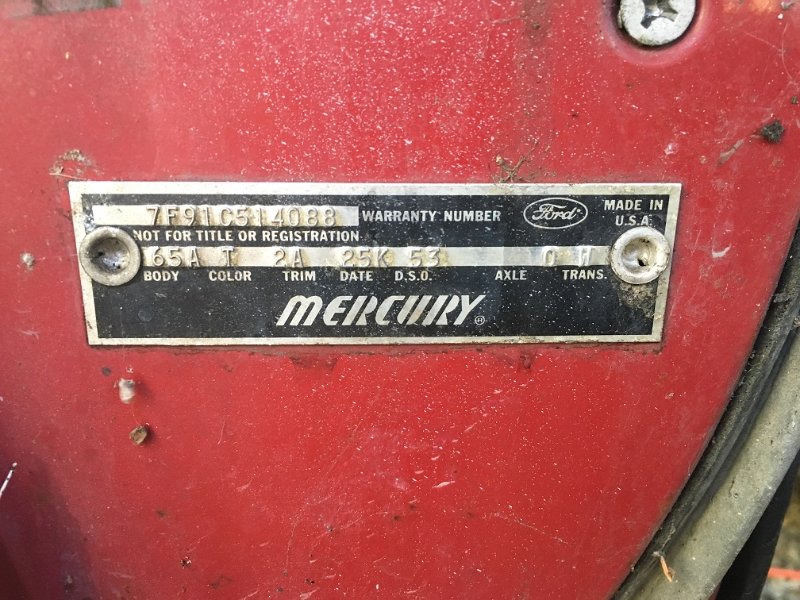 7F91C514088 WARRANTY NUMBER Ford MADE IN U.S.A.
NOT FOR TITLE OR REGISTRATION
65A T 2A 25K 53 W
BODY COLOR TRIM DATE D.S.O. AXLE TRANS.
MERCURY ®